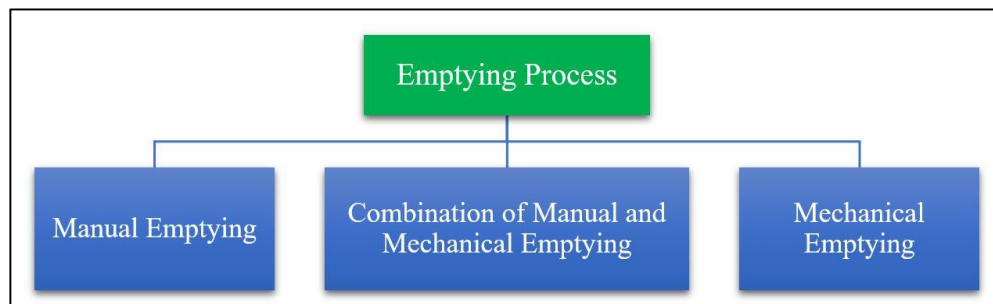 Emptying Process
Manual Emptying
Combination of Manual and
Mechanical Emptying
Mechanical
Emptying